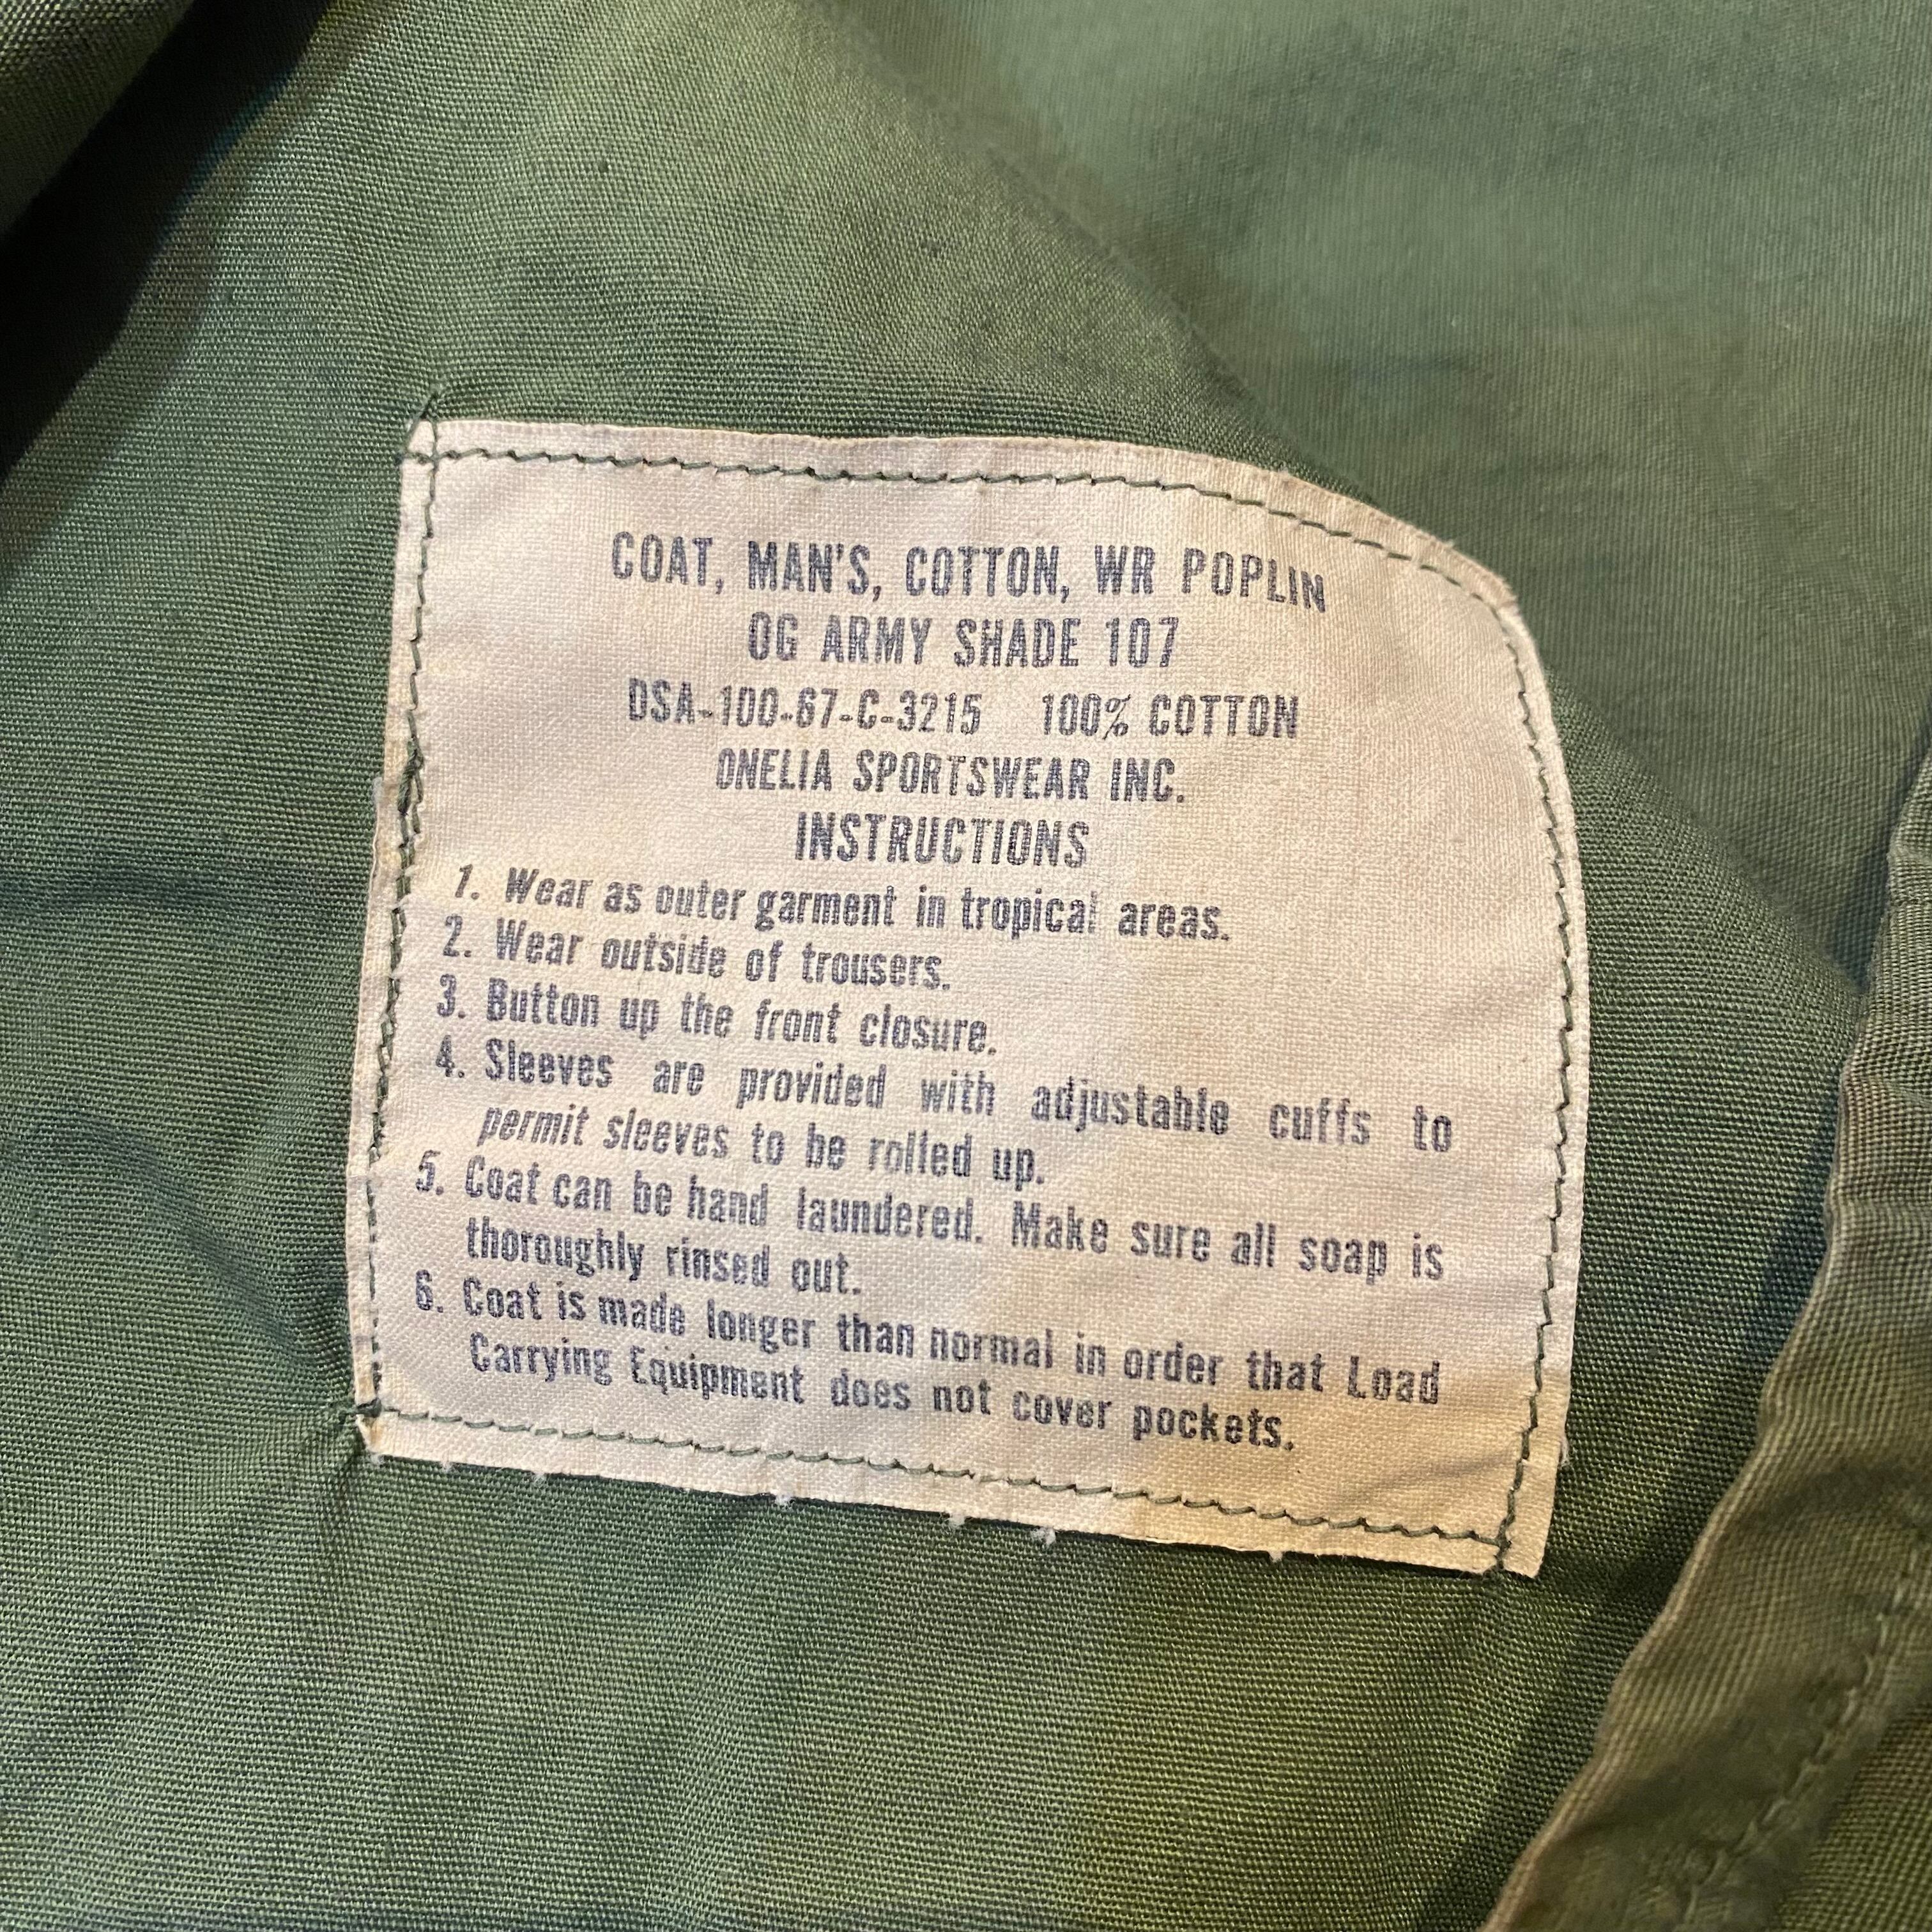 COAT, MAN'S, COTTON, WR POPLIN
OG ARMY SHADE 107
DSA-100-67-C-3215 100% COTTON
ONELIA SPORTSWEAR INC.
INSTRUCTIONS
1. Wear as outer garment in tropical areas.
2. Wear outside of trousers.
3. Button up the front closure.
4. Sleeves are provided with adjustable cuffs to
permit sleeves to be rolled up.
5. Coat can be hand laundered. Make sure all soap is
thoroughly rinsed out.
6. Coat is made longer than normal in order that Load
Carrying Equipment does not cover pockets.